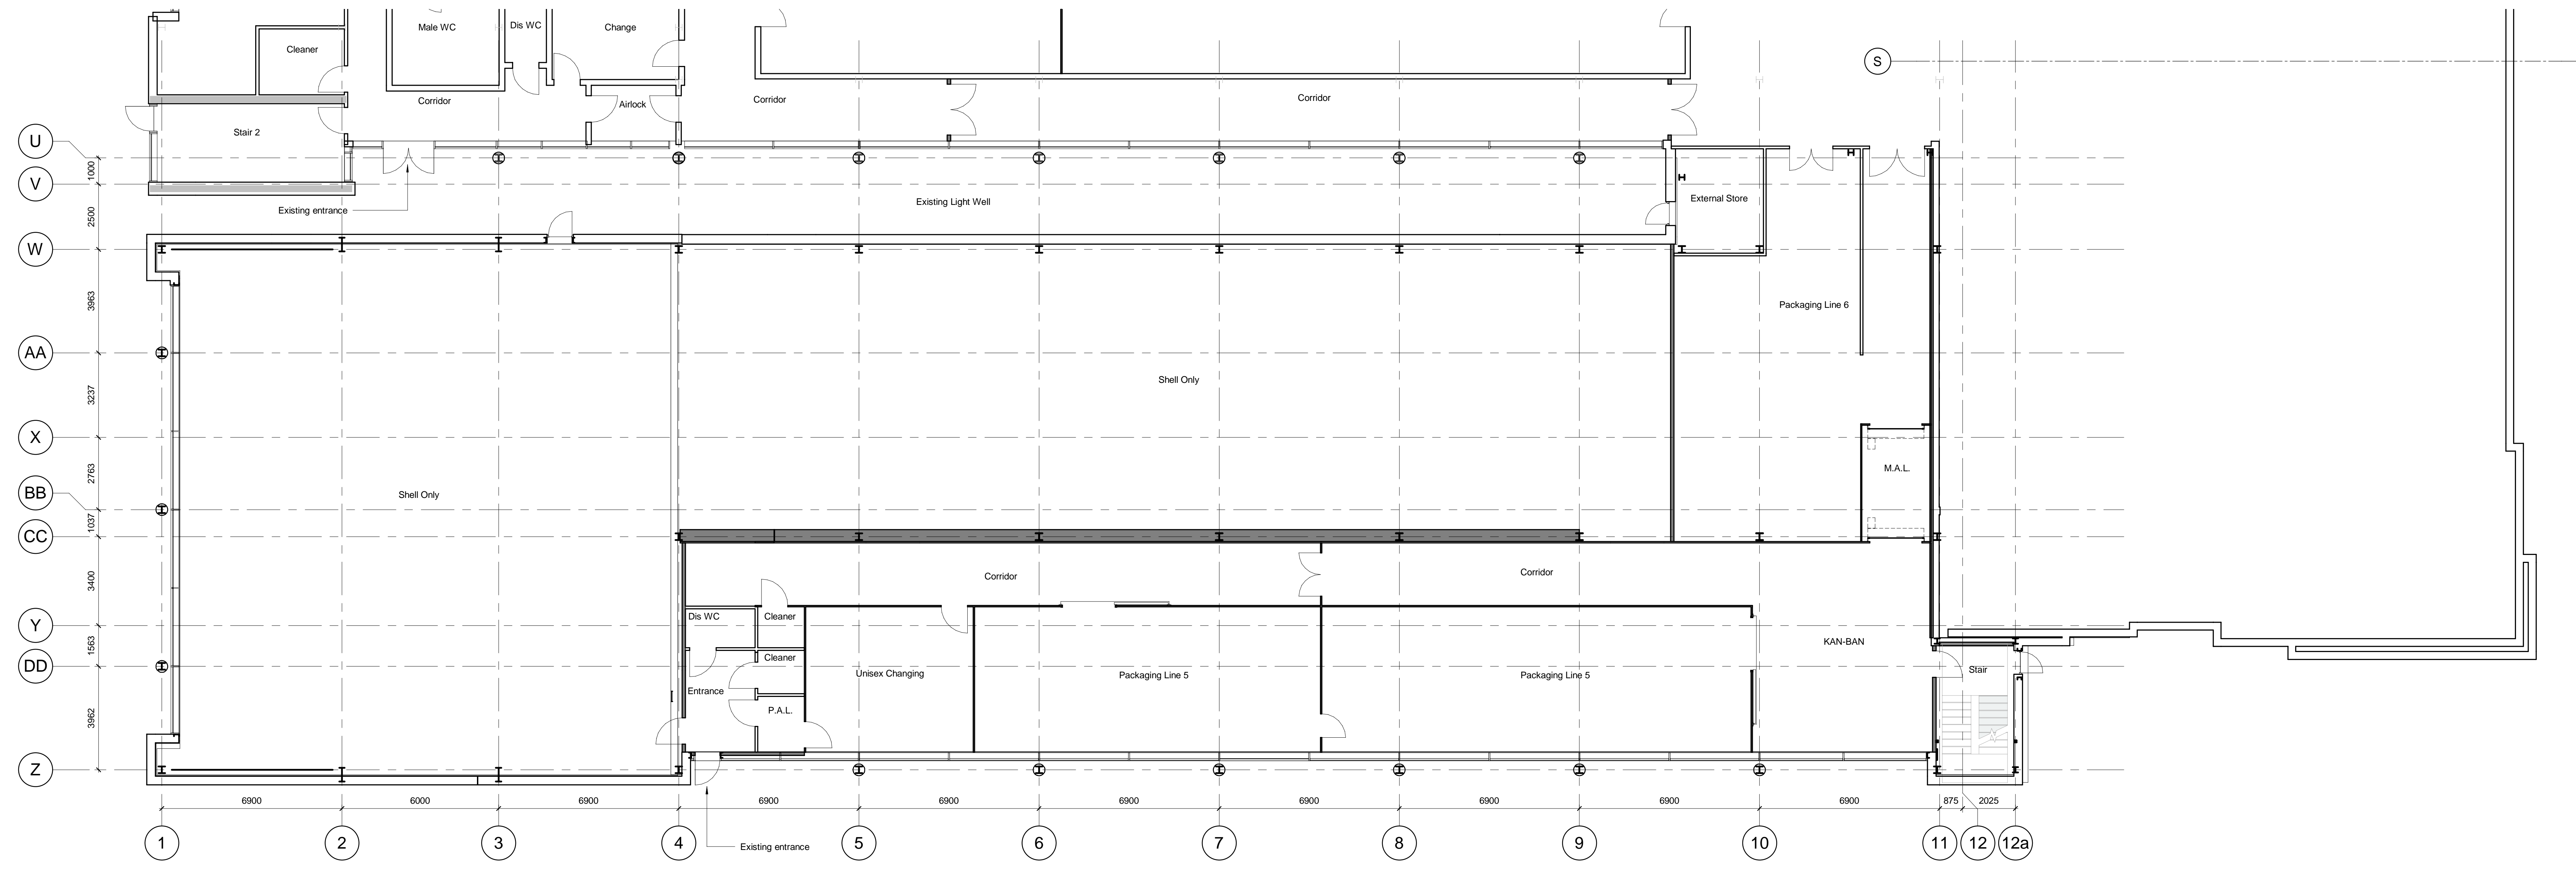 Male WC
Dis WC
Change
Cleaner
S
Corridor
Airlock
Corridor
Corridor
Stair 2
U
1000
V
Existing entrance
2500
Existing Light Well
External Store
W
3963
Packaging Line 6
AA
3237
Shell Only
X
2763
M.A.L.
BB
Shell Only
1037
CC
3400
Corridor
Corridor
Y
Dis WC
Cleaner
1563
KAN-BAN
Cleaner
DD
Unisex Changing
Packaging Line 5
Packaging Line 5
Stair
Entrance
3962
P.A.L.
Z
6900
6000
6900
6900
6900
6900
6900
6900
6900
6900
875
2025
1
2
3
4
5
6
7
8
9
10
11
12
12a
Existing entrance